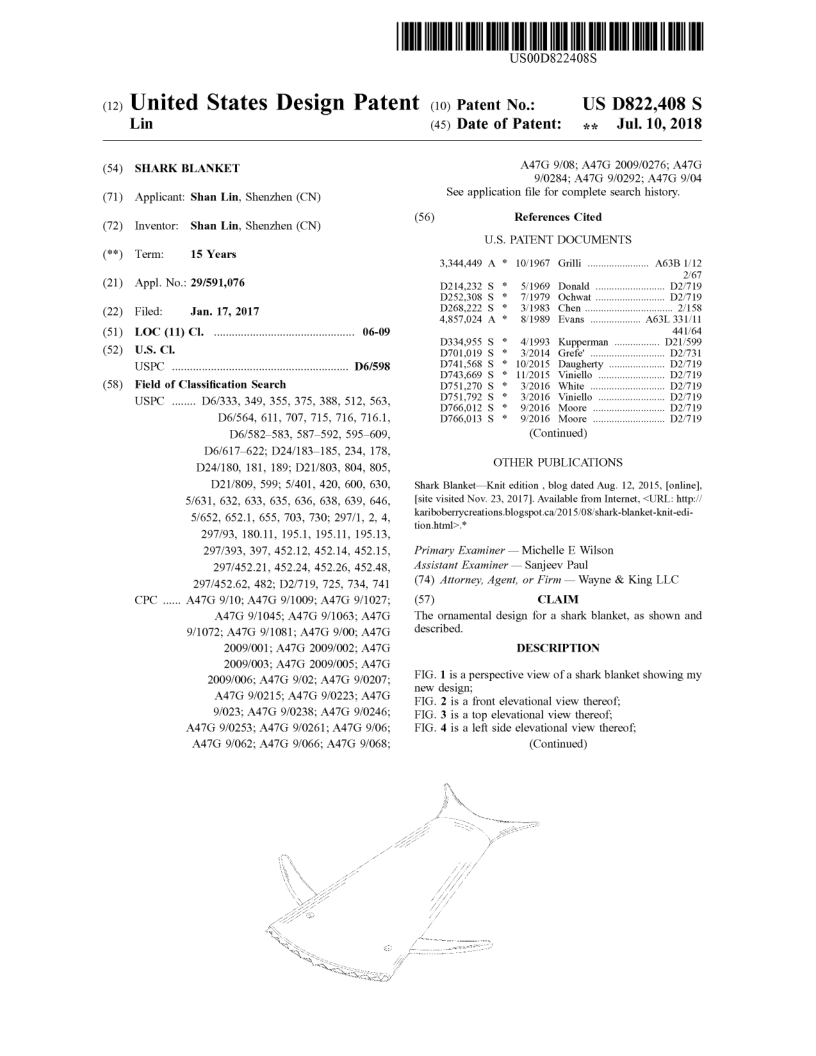 US00D822408S
(12) United States Design Patent
Lin
(10) Patent No.: US D822,408 S
(45) Date of Patent: ** Jul. 10, 2018
(54) SHARK BLANKET
(71) Applicant: Shan Lin, Shenzhen (CN)
(72) Inventor: Shan Lin, Shenzhen (CN)
(**) Term: 15 Years
(21) Appl. No.: 29/591,076
(22) Filed: Jan. 17, 2017
(51) LOC (11) Cl. ................................................ 06-09
(52) U.S. Cl.
USPC ............................................................ D6/598
(58) Field of Classification Search
USPC ........ D6/333, 349, 355, 375, 388, 512, 563,
D6/564, 611, 707, 715, 716, 716.1,
D6/582–583, 587–592, 595–609,
D6/617–622; D24/183–185, 234, 178,
D24/180, 181, 189; D21/803, 804, 805,
D21/809, 599; 5/401, 420, 600, 630,
5/631, 632, 633, 635, 636, 638, 639, 646,
5/652, 652.1, 655, 703, 730; 297/1, 2, 4,
297/93, 180.11, 195.1, 195.11, 195.13,
297/393, 397, 452.12, 452.14, 452.15,
297/452.21, 452.24, 452.26, 452.48,
297/452.62, 482; D2/719, 725, 734, 741
CPC ...... A47G 9/10; A47G 9/1009; A47G 9/1027;
A47G 9/1045; A47G 9/1063; A47G
9/1072; A47G 9/1081; A47G 9/00; A47G
2009/001; A47G 2009/002; A47G
2009/003; A47G 2009/005; A47G
2009/006; A47G 9/02; A47G 9/0207;
A47G 9/0215; A47G 9/0223; A47G
9/023; A47G 9/0238; A47G 9/0246;
A47G 9/0253; A47G 9/0261; A47G 9/06;
A47G 9/062; A47G 9/066; A47G 9/068;
A47G 9/08; A47G 2009/0276; A47G
9/0284; A47G 9/0292; A47G 9/04
See application file for complete search history.
(56) References Cited
U.S. PATENT DOCUMENTS
3,344,449 A * 10/1967 Grilli ...................... A63B 1/12
2/67
D214,232 S * 5/1969 Donald ......................... D2/719
D252,308 S * 7/1979 Ochwat ......................... D2/719
D268,222 S * 3/1983 Chen ................................ 2/158
4,857,024 A * 8/1989 Evans .................. A63L 331/11
441/64
D334,955 S * 4/1993 Kupperman ................ D21/599
D701,019 S * 3/2014 Grefe' ........................... D2/731
D741,568 S * 10/2015 Daugherty .................... D2/719
D743,669 S * 11/2015 Viniello ........................ D2/719
D751,270 S * 3/2016 White ........................... D2/719
D751,792 S * 3/2016 Viniello ........................ D2/719
D766,012 S * 9/2016 Moore .......................... D2/719
D766,013 S * 9/2016 Moore .......................... D2/719
(Continued)
OTHER PUBLICATIONS
Shark Blanket—Knit edition , blog dated Aug. 12, 2015, [online],
[site visited Nov. 23, 2017]. Available from Internet, <URL: http://
kariboberrycreations.blogspot.ca/2015/08/shark-blanket-knit-edi-
tion.html>.*
Primary Examiner — Michelle E Wilson
Assistant Examiner — Sanjeev Paul
(74) Attorney, Agent, or Firm — Wayne & King LLC
(57) CLAIM
The ornamental design for a shark blanket, as shown and
described.
DESCRIPTION
FIG. 1 is a perspective view of a shark blanket showing my
new design;
FIG. 2 is a front elevational view thereof;
FIG. 3 is a top elevational view thereof;
FIG. 4 is a left side elevational view thereof;
(Continued)